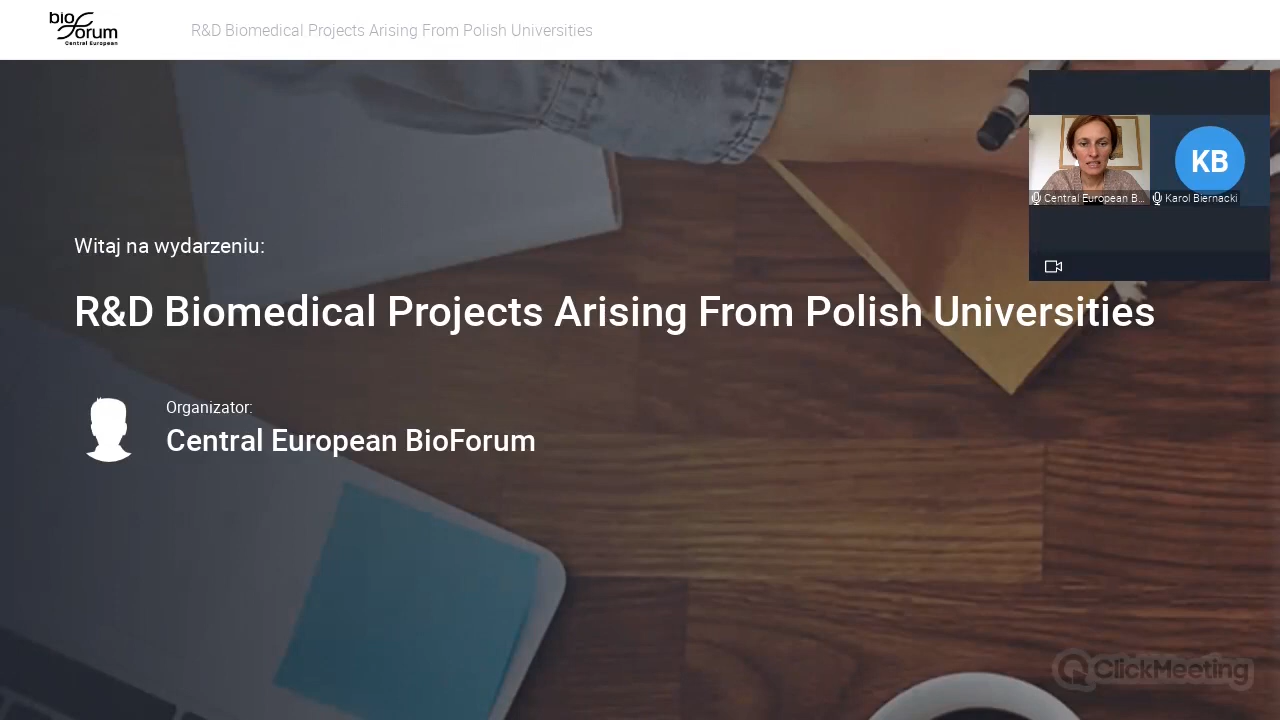 bio
forum
Central European
R&D Biomedical Projects Arising From Polish Universities
KB
Central European B...
Karol Biernacki
Witaj na wydarzeniu:
R&D Biomedical Projects Arising From Polish Universities
Organizator:
Central European BioForum
ClickMeeting